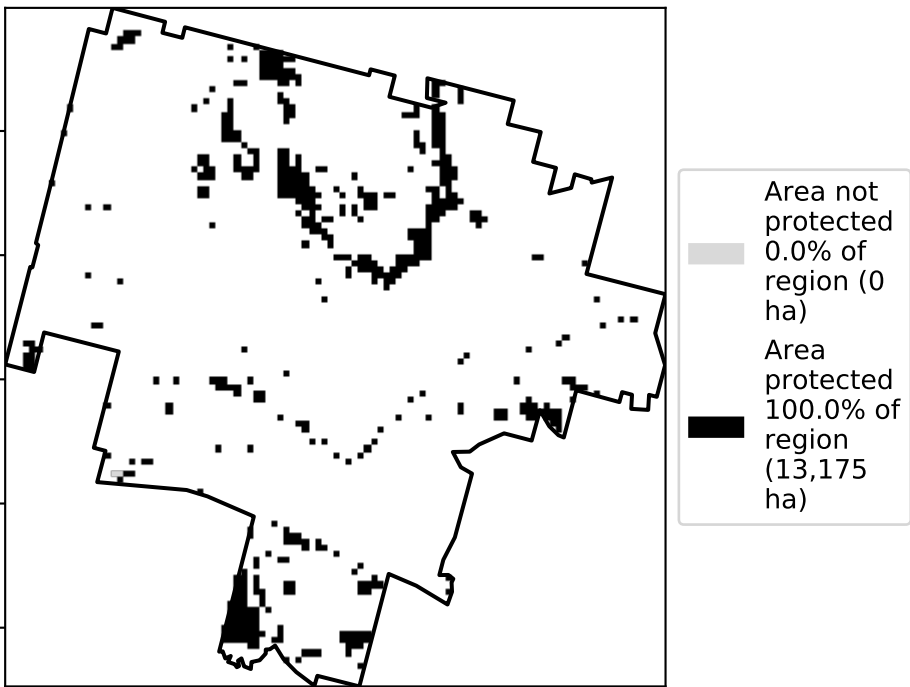 Area not
protected
0.0% of
region (0
ha)
Area
protected
100.0% of
region
(13,175
ha)